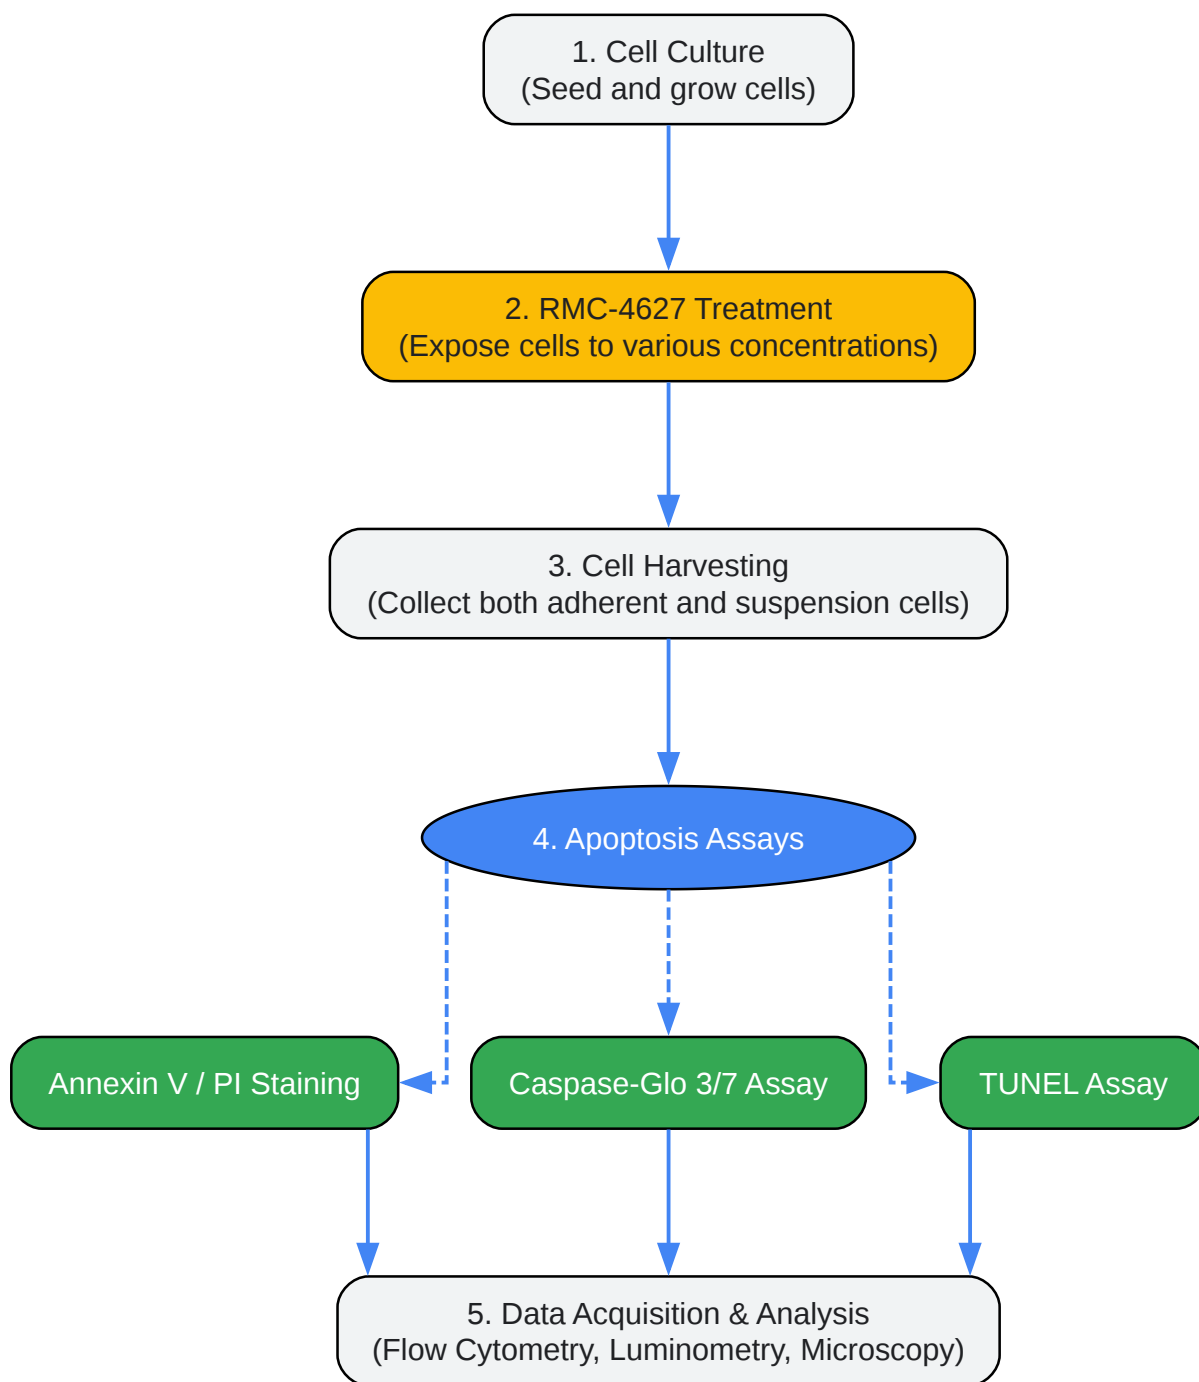 1. Cell Culture
(Seed and grow cells)
2. RMC-4627 Treatment
(Expose cells to various concentrations)
3. Cell Harvesting
(Collect both adherent and suspension cells)
4. Apoptosis Assays
Annexin V / PI Staining
Caspase-Glo 3/7 Assay
TUNEL Assay
5. Data Acquisition & Analysis
(Flow Cytometry, Luminometry, Microscopy)